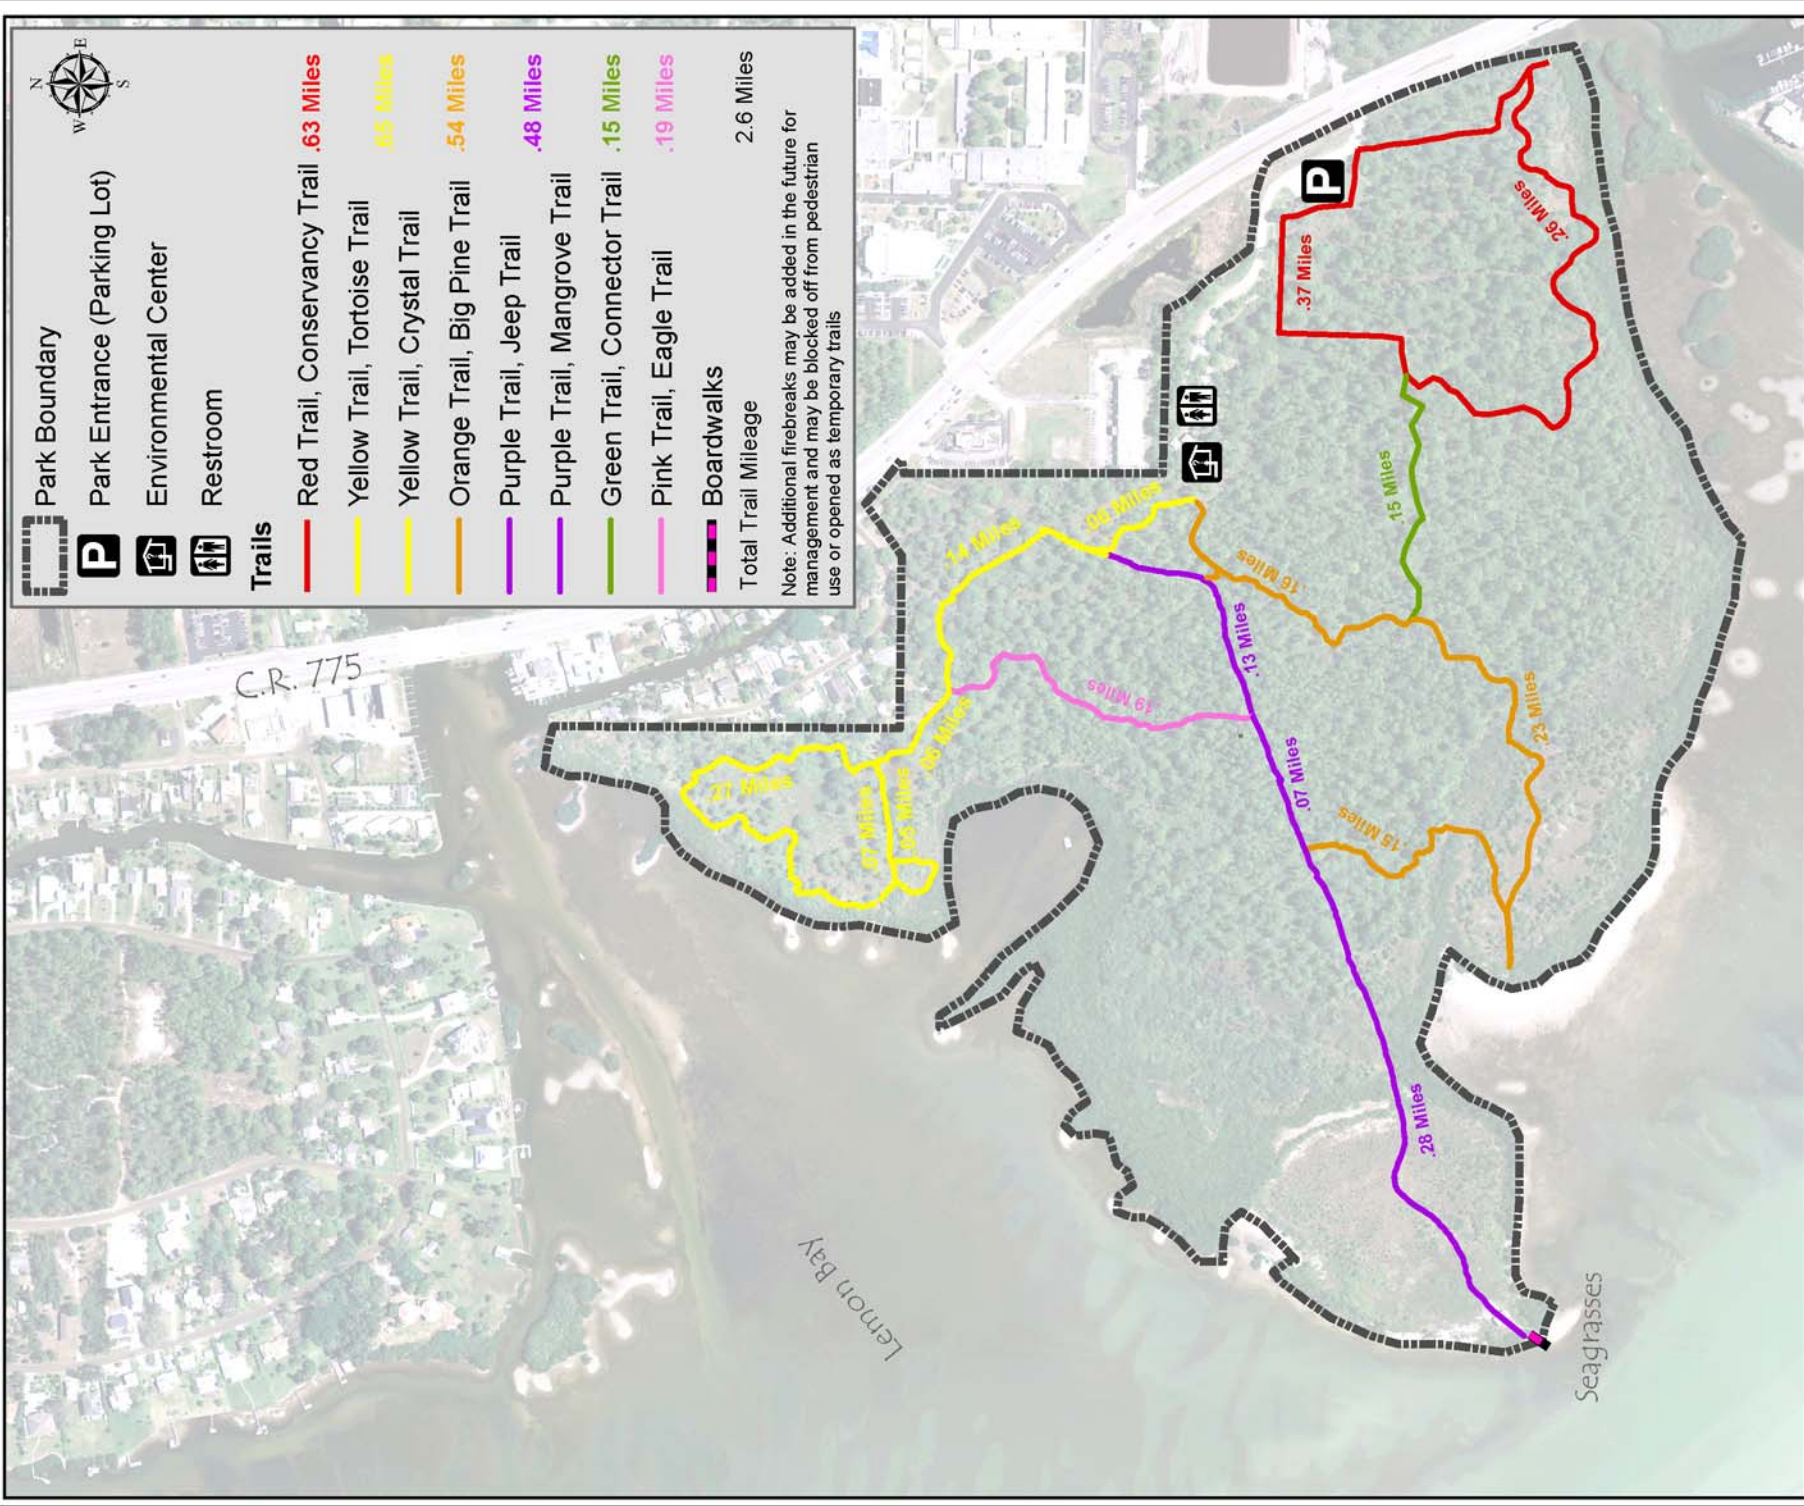 N
E
S
W
Park Boundary
Park Entrance (Parking Lot)
Environmental Center
Restroom
Trails
Red Trail, Conservancy Trail .63 Miles
Yellow Trail, Tortoise Trail
.65 Miles
Yellow Trail, Crystal Trail
Orange Trail, Big Pine Trail .54 Miles
Purple Trail, Jeep Trail
.48 Miles
Purple Trail, Mangrove Trail
Green Trail, Connector Trail .15 Miles
Pink Trail, Eagle Trail .19 Miles
Boardwalks
Total Trail Mileage 2.6 Miles
Note: Additional firebreaks may be added in the future for
management and may be blocked off from pedestrian
use or opened as temporary trails
P
P
C.R. 775
Lemon Bay
Seagrasses
.27 Miles
.07 Miles
.05 Miles
.06 Miles
.14 Miles
.06 Miles
.19 Miles
.13 Miles
.07 Miles
.28 Miles
.16 Miles
.23 Miles
.15 Miles
.15 Miles
.37 Miles
.26 Miles